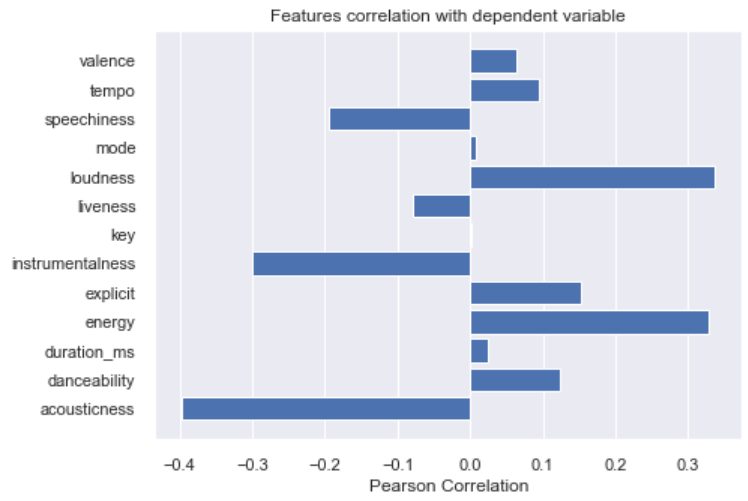 Features correlation with dependent variable
valence
tempo
speechiness
mode
loudness
liveness
key
instrumentalness
explicit
energy
duration_ms
danceability
acousticness
−0.4 −0.3 −0.2 −0.1 0.0 0.1 0.2 0.3
Pearson Correlation